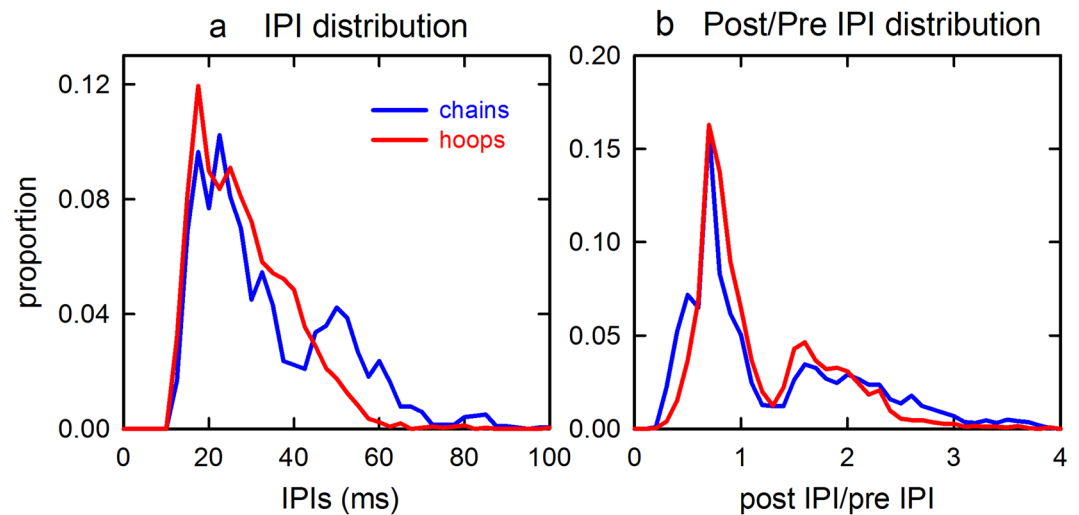 a IPI distribution
b Post/Pre IPI distribution
0.12
0.08
0.04
0.00
proportion
chains
hoops
0 20 40 60 80 100
IPIs (ms)
0.20
0.15
0.10
0.05
0.00
0 1 2 3 4
post IPI/pre IPI